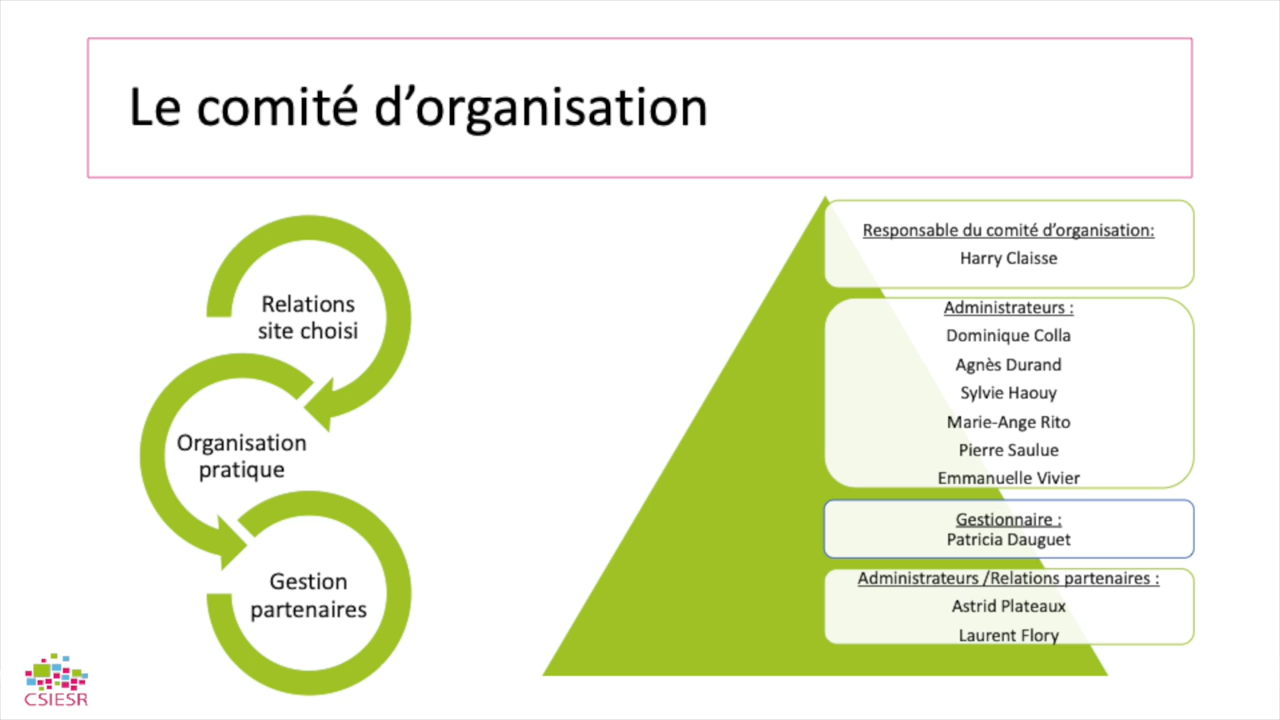 Le comité d’organisation
Relations
site choisi
Organisation
pratique
Gestion
partenaires
Responsable du comité d’organisation:
Harry Claisse
Administrateurs :
Dominique Colla
Agnès Durand
Sylvie Haouy
Marie-Ange Rito
Pierre Saulue
Emmanuelle Vivier
Gestionnaire :
Patricia Dauguet
Administrateurs /Relations partenaires :
Astrid Plateaux
Laurent Flory
CSIESR